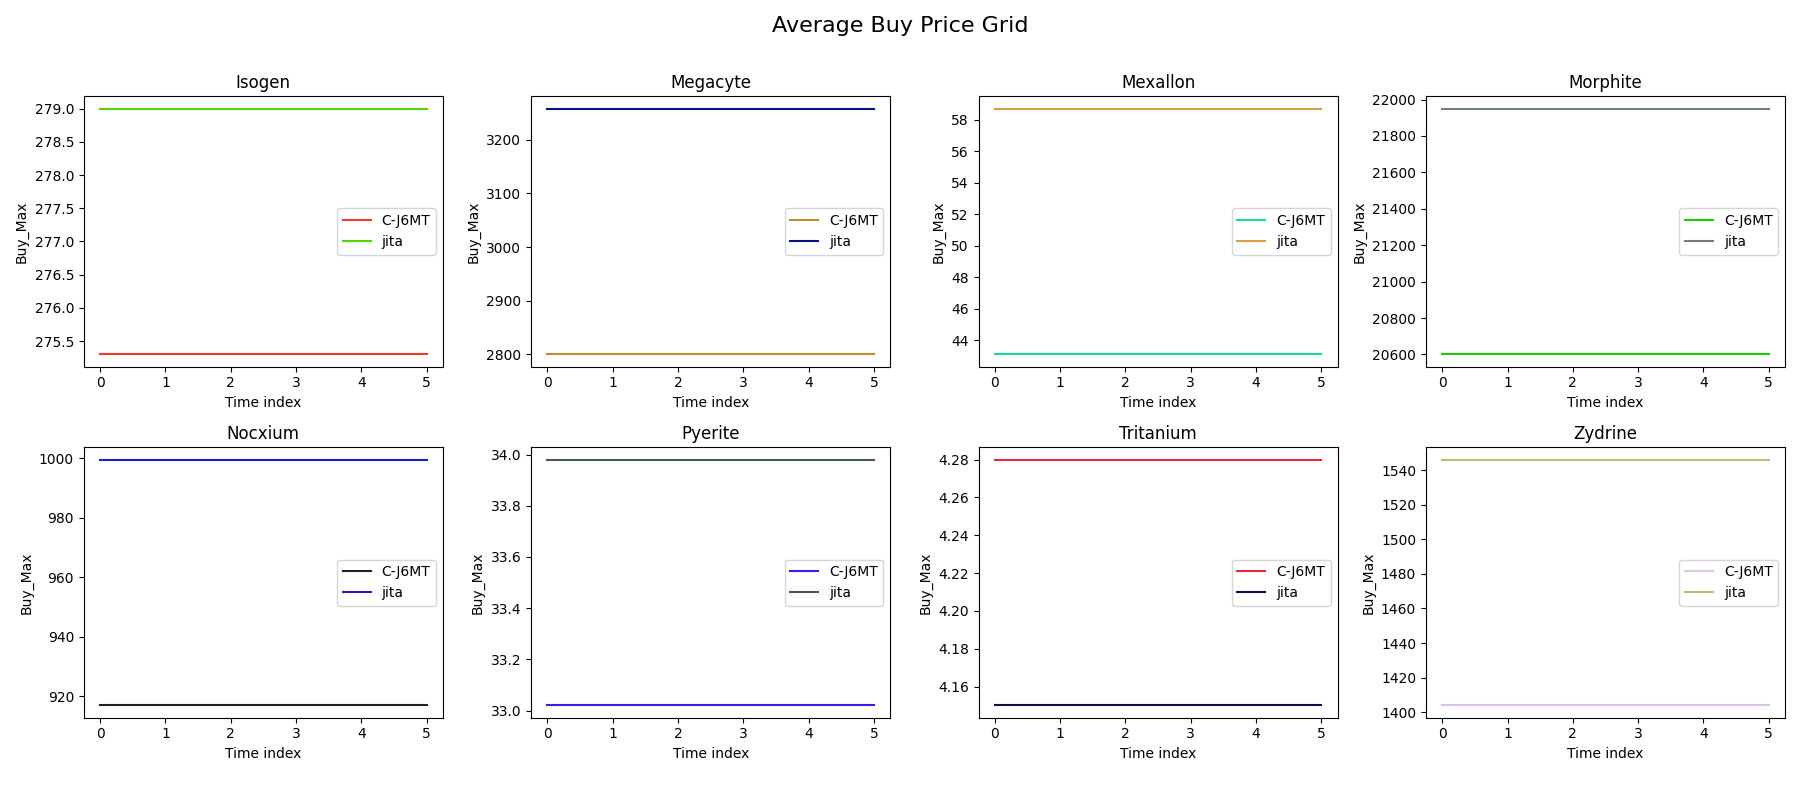 Average Buy Price Grid
Isogen
279.0
278.5
278.0
277.5
277.0
276.5
276.0
275.5
Buy_Max
C-J6MT
jita
0 1 2 3 4 5
Time index
Megacyte
3200
3100
3000
2900
2800
Buy_Max
C-J6MT
jita
0 1 2 3 4 5
Time index
Mexallon
58
56
54
52
50
48
46
44
Buy_Max
C-J6MT
jita
0 1 2 3 4 5
Time index
Morphite
22000
21800
21600
21400
21200
21000
20800
20600
Buy_Max
C-J6MT
jita
0 1 2 3 4 5
Time index
Nocxium
1000
980
960
940
920
Buy_Max
C-J6MT
jita
0 1 2 3 4 5
Time index
Pyerite
34.0
33.8
33.6
33.4
33.2
33.0
Buy_Max
C-J6MT
jita
0 1 2 3 4 5
Time index
Tritanium
4.28
4.26
4.24
4.22
4.20
4.18
4.16
Buy_Max
C-J6MT
jita
0 1 2 3 4 5
Time index
Zydrine
1540
1520
1500
1480
1460
1440
1420
1400
Buy_Max
C-J6MT
jita
0 1 2 3 4 5
Time index